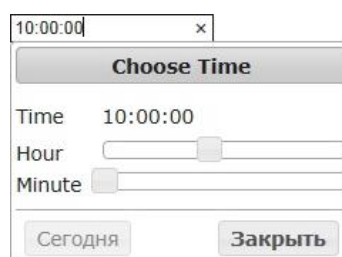 10:00:00 ×
Choose Time
Time 10:00:00
Hour
Minute
Сегодня Закрыть